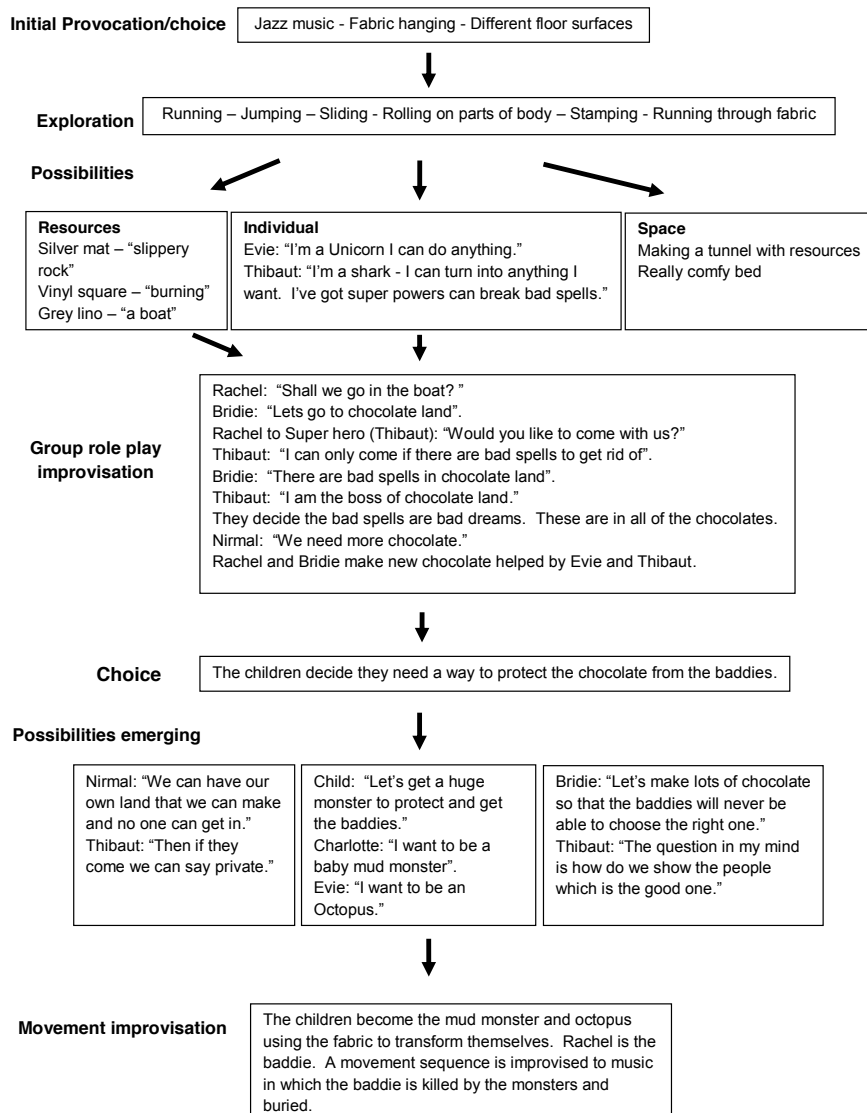 Initial Provocation/choice
Jazz music - Fabric hanging - Different floor surfaces
Exploration
Running – Jumping – Sliding - Rolling on parts of body – Stamping - Running through fabric
Possibilities
Resources
Silver mat – “slippery
rock”
Vinyl square – “burning”
Grey lino – “a boat”
Individual
Evie: “I’m a Unicorn I can do anything.”
Thibaut: “I’m a shark - I can turn into anything I
want. I’ve got super powers can break bad spells.”
Space
Making a tunnel with resources
Really comfy bed
Group role play
improvisation
Rachel: “Shall we go in the boat? ”
Bridie: “Lets go to chocolate land”.
Rachel to Super hero (Thibaut): “Would you like to come with us?”
Thibaut: “I can only come if there are bad spells to get rid of”.
Bridie: “There are bad spells in chocolate land”.
Thibaut: “I am the boss of chocolate land.”
They decide the bad spells are bad dreams. These are in all of the chocolates.
Nirmal: “We need more chocolate.”
Rachel and Bridie make new chocolate helped by Evie and Thibaut.
Choice
The children decide they need a way to protect the chocolate from the baddies.
Possibilities emerging
Nirmal: “We can have our
own land that we can make
and no one can get in.”
Thibaut: “Then if they
come we can say private.”
Child: “Let’s get a huge
monster to protect and get
the baddies.”
Charlotte: “I want to be a
baby mud monster”.
Evie: “I want to be an
Octopus.”
Bridie: “Let’s make lots of chocolate
so that the baddies will never be
able to choose the right one.”
Thibaut: “The question in my mind
is how do we show the people
which is the good one.”
Movement improvisation
The children become the mud monster and octopus
using the fabric to transform themselves. Rachel is the
baddie. A movement sequence is improvised to music
in which the baddie is killed by the monsters and
buried.